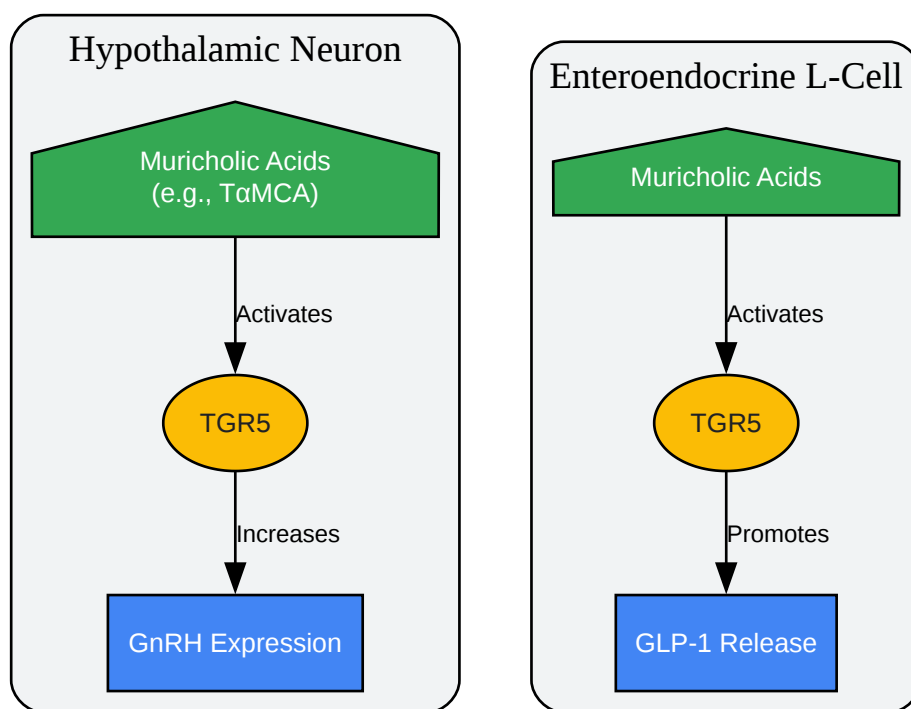 Hypothalamic Neuron
Muricholic Acids
(e.g., TαMCA)
Activates
TGR5
Increases
GnRH Expression
Enteroendocrine L-Cell
Muricholic Acids
Activates
TGR5
Promotes
GLP-1 Release